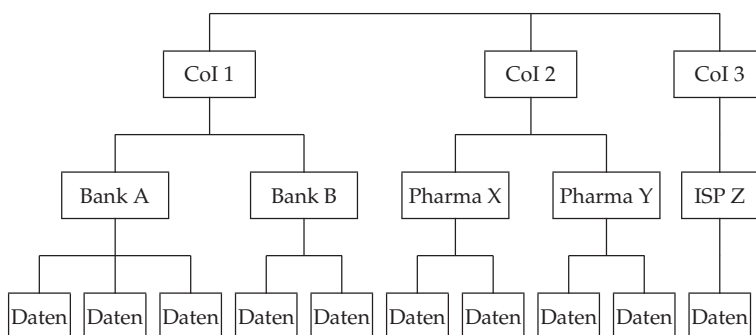 CoI 1 CoI 2 CoI 3
Bank A Bank B Pharma X Pharma Y ISP Z
Daten Daten Daten Daten Daten Daten Daten Daten Daten Daten